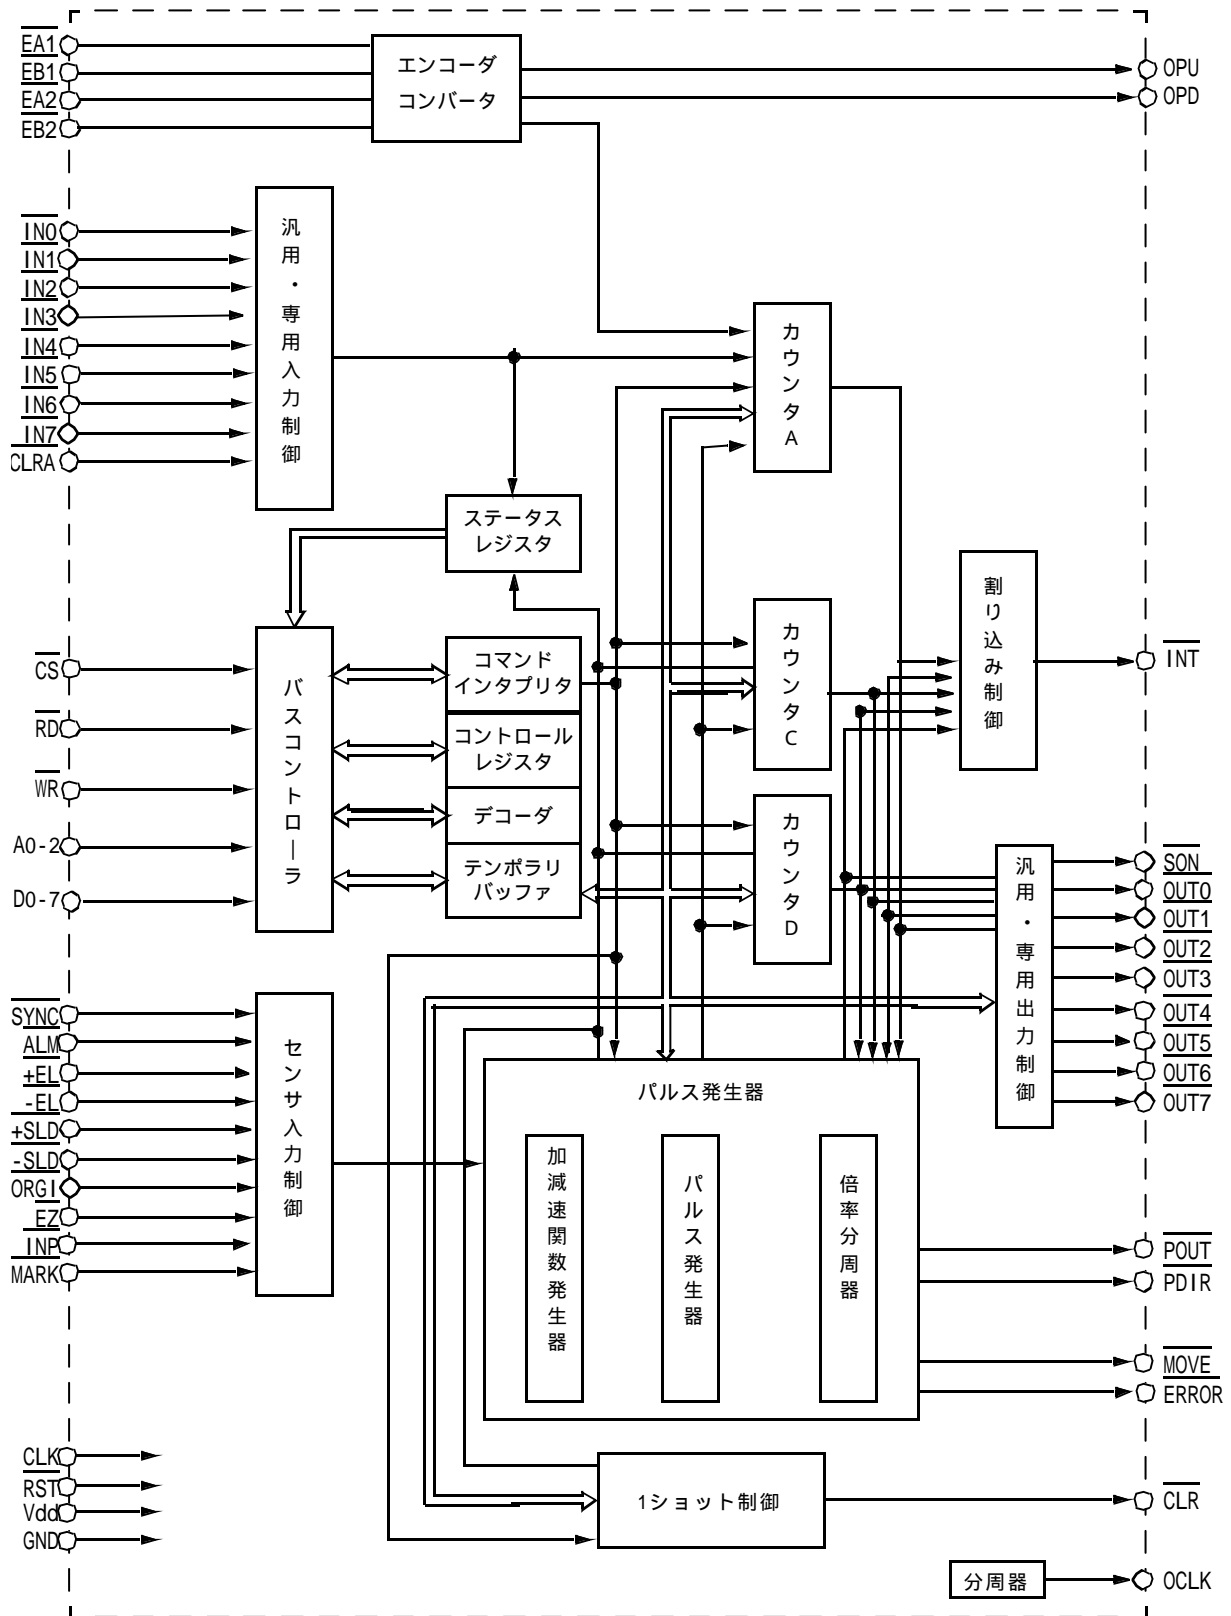 EA1
EB1
EA2
EB2
エンコーダ
コンバータ
OPU
OPD
IN0
IN1
IN2
IN3
IN4
IN5
IN6
IN7
CLRA
汎用・専用入力制御
カウンタA
ステータス
レジスタ
CS
RD
WR
A0-2
D0-7
バスコントローラ
コマンド
インタプリタ
コントロール
レジスタ
デコーダ
テンポラリ
バッファ
カウンタC
カウンタD
割り込み制御
INT
汎用・専用出力制御
SON
OUT0
OUT1
OUT2
OUT3
OUT4
OUT5
OUT6
OUT7
SYNC
ALM
+EL
-EL
+SLD
-SLD
ORGI
EZ
INP
MARK
センサ入力制御
パルス発生器
加減速関数発生器
パルス発生器
倍率分周器
POUT
PDIR
MOVE
ERROR
CLK
RST
Vdd
GND
1ショット制御
CLR
分周器
OCLK